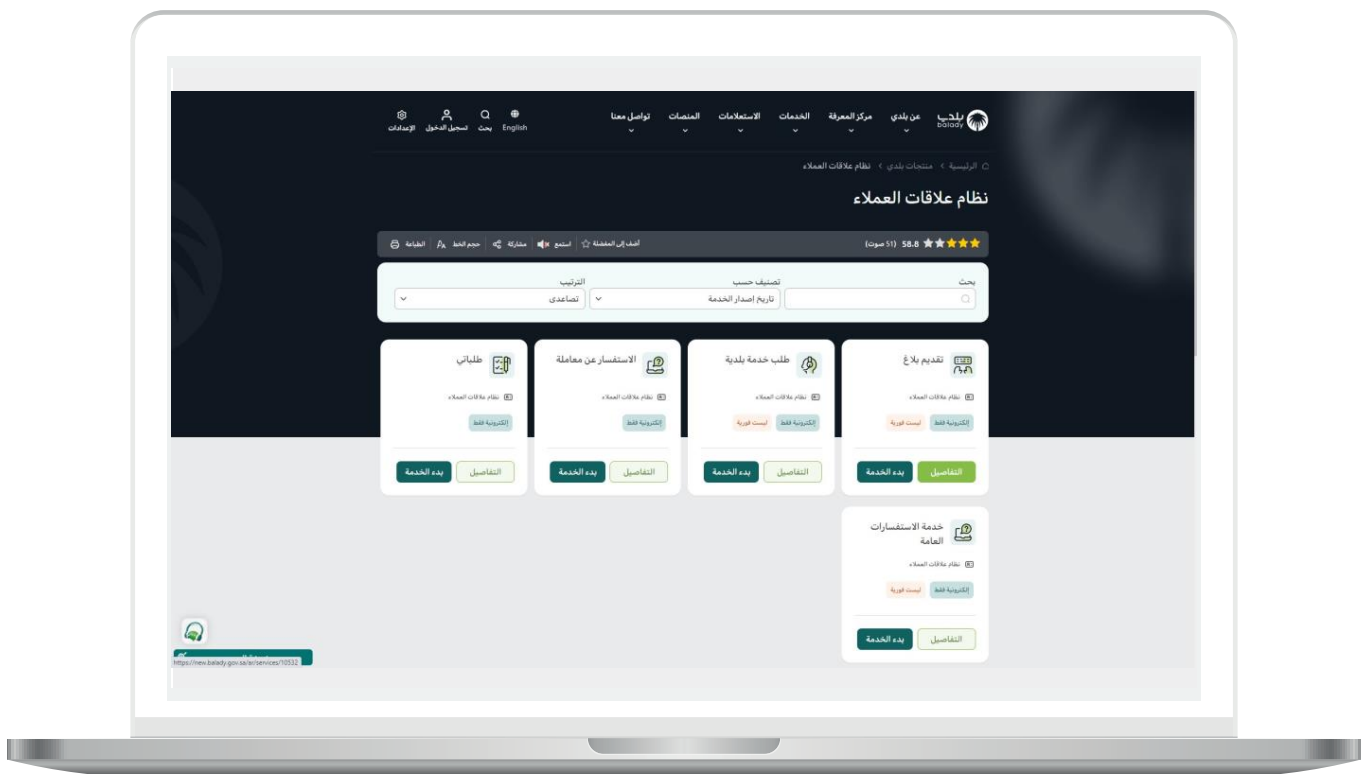 بلدي balady
عن بلدي مركز المعرفة الخدمات الاستعلامات المنصات تواصل معنا
English بحث تسجيل الدخول الإعدادات
الرئيسية > منتجات بلدي > نظام علاقات العملاء
نظام علاقات العملاء
58.8 (51 صوت)
أضف إلى المفضلة استمع مشاركة حجم الخط الطباعة
بحث تصنيف حسب الترتيب
تاريخ إصدار الخدمة تصاعدى
تقديم بلاغ
نظام علاقات العملاء
إلكترونية فقط ليست فورية
التفاصيل بدء الخدمة
طلب خدمة بلدية
نظام علاقات العملاء
إلكترونية فقط ليست فورية
التفاصيل بدء الخدمة
الاستفسار عن معاملة
نظام علاقات العملاء
إلكترونية فقط
التفاصيل بدء الخدمة
طلباتي
نظام علاقات العملاء
إلكترونية فقط
التفاصيل بدء الخدمة
خدمة الاستفسارات
العامة
نظام علاقات العملاء
إلكترونية فقط ليست فورية
التفاصيل بدء الخدمة
https://new.balady.gov.sa/ar/services/10532